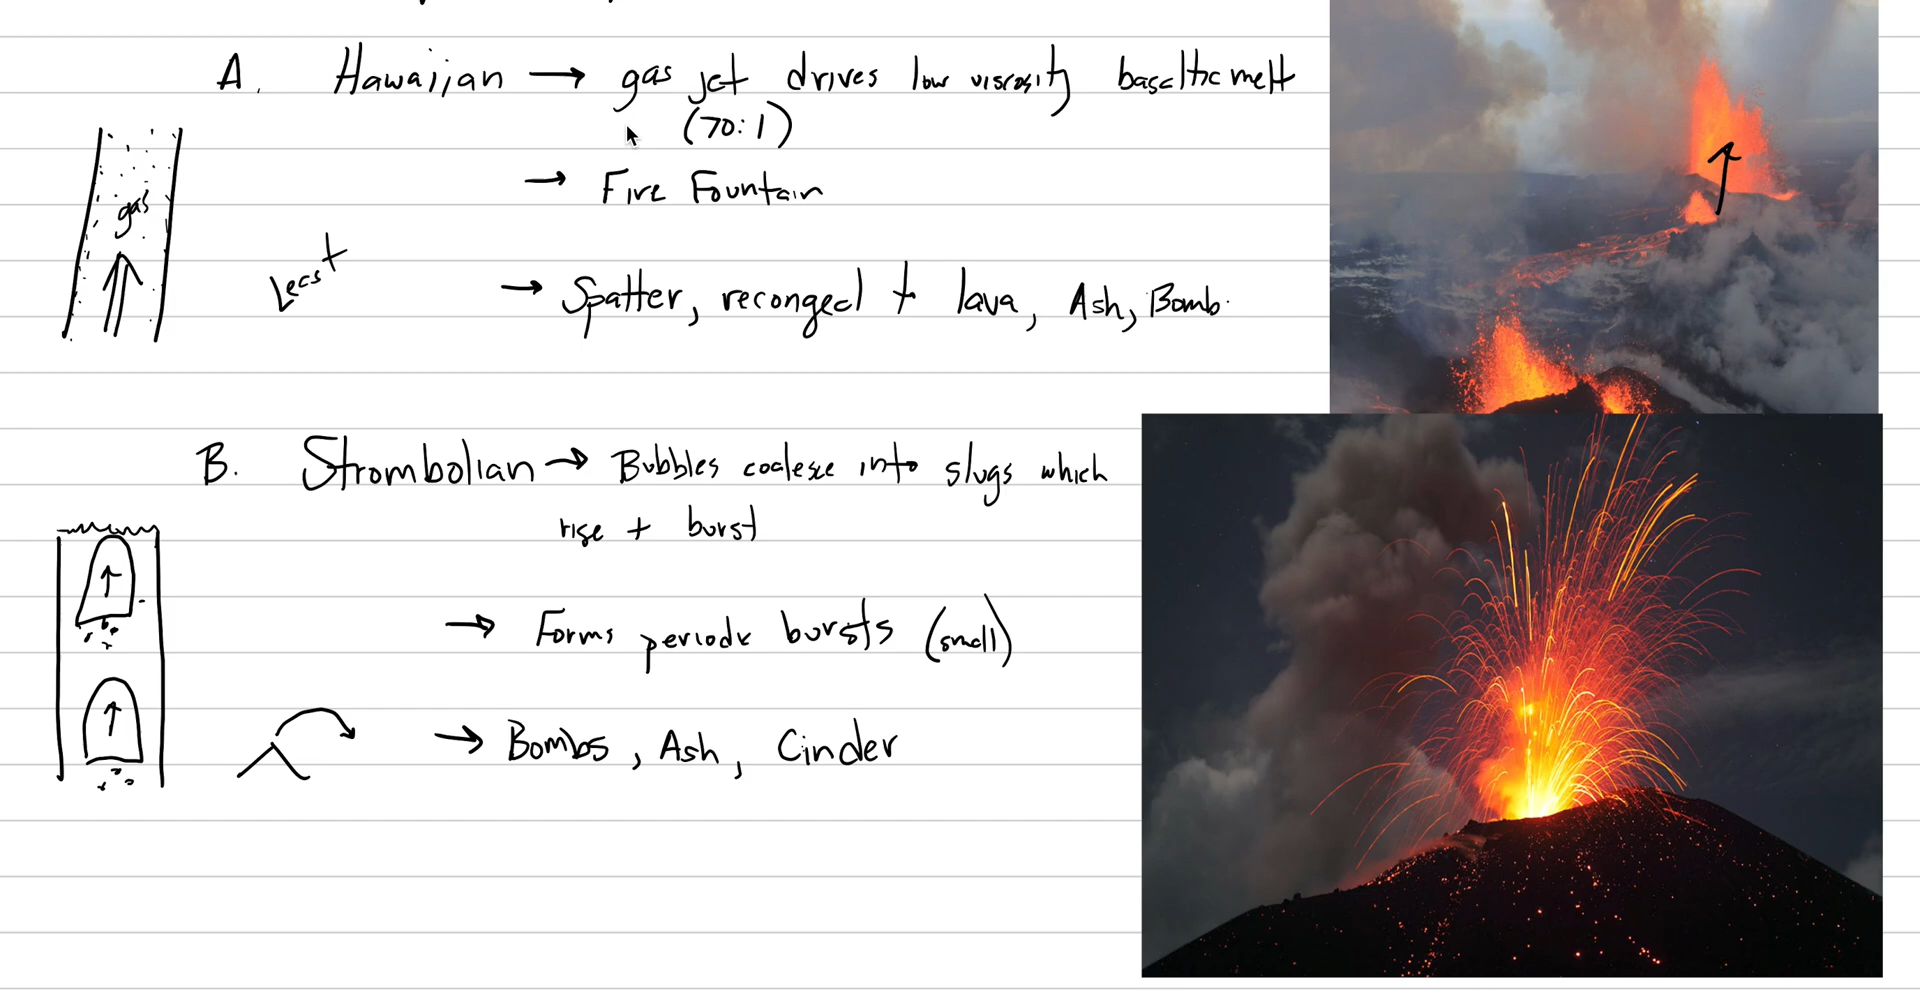 A. Hawaiian → gas jet drives low viscosity basaltic melt
(70:1)
gas
→ Fire Fountain
Least
→ Spatter, reconged + lava, Ash, Bomb.
B. Strombolian → Bubbles coalesce into slugs which
rise + burst
→ Forms periodic bursts (small)
→ Bombs, Ash, Cinder